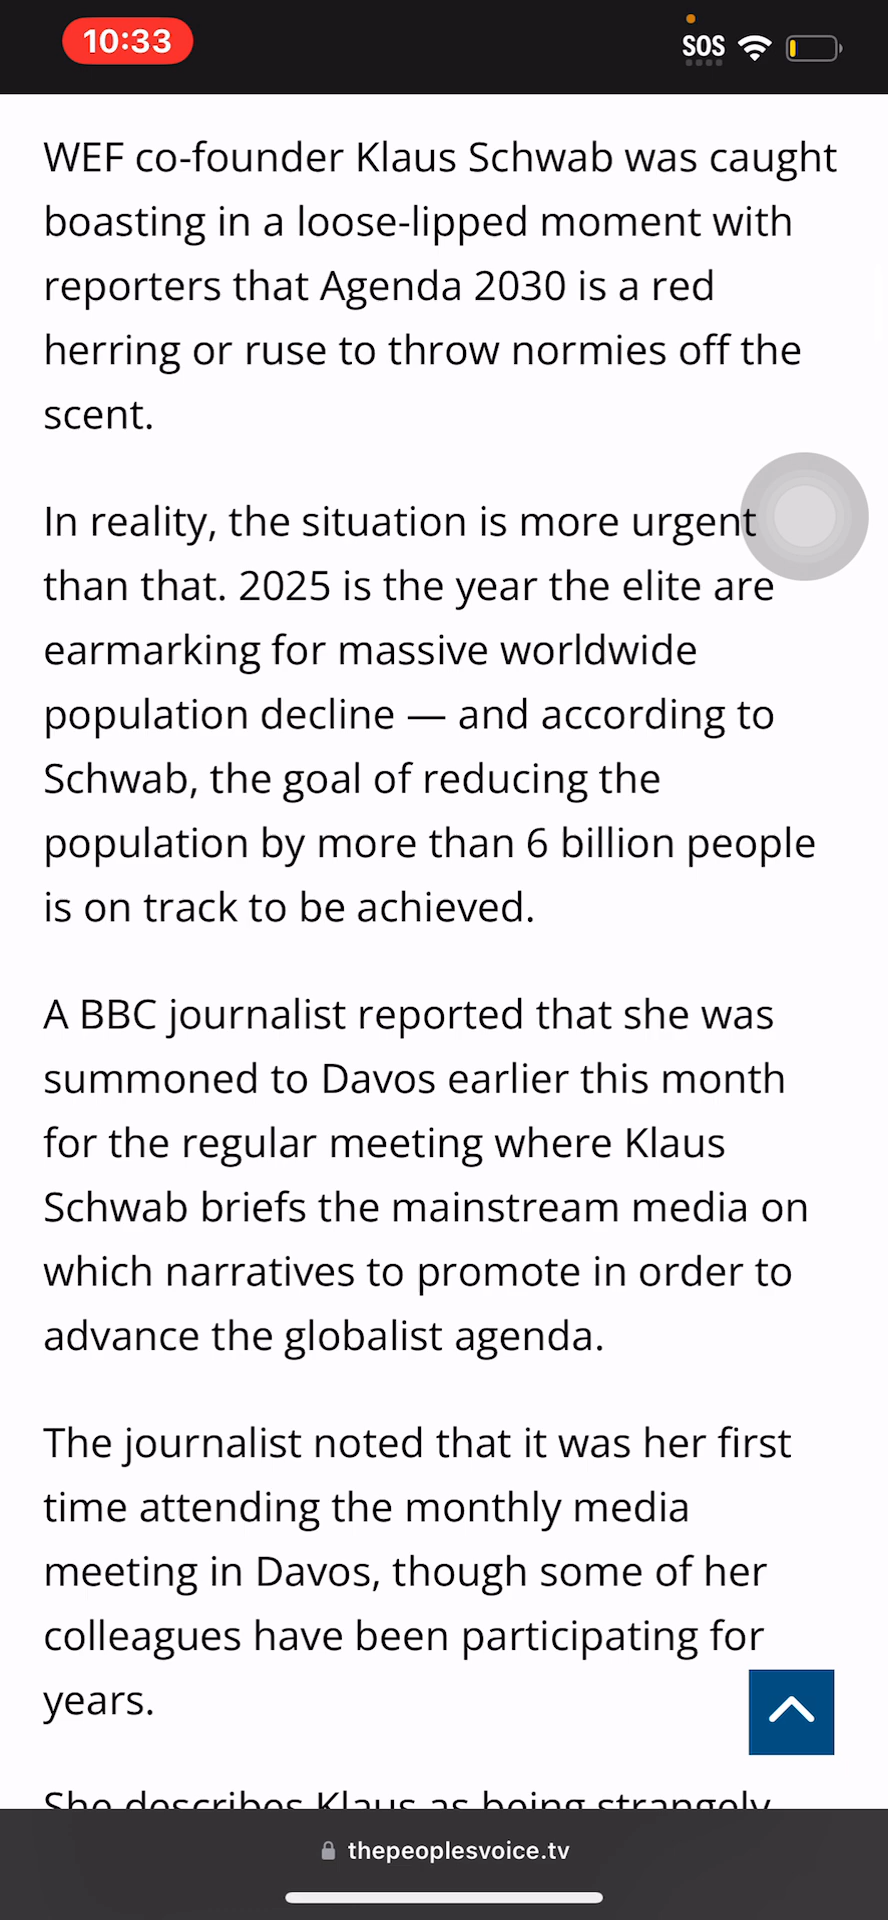 10:33
SOS
WEF co-founder Klaus Schwab was caught
boasting in a loose-lipped moment with
reporters that Agenda 2030 is a red
herring or ruse to throw normies off the
scent.
In reality, the situation is more urgent
than that. 2025 is the year the elite are
earmarking for massive worldwide
population decline — and according to
Schwab, the goal of reducing the
population by more than 6 billion people
is on track to be achieved.
A BBC journalist reported that she was
summoned to Davos earlier this month
for the regular meeting where Klaus
Schwab briefs the mainstream media on
which narratives to promote in order to
advance the globalist agenda.
The journalist noted that it was her first
time attending the monthly media
meeting in Davos, though some of her
colleagues have been participating for
years.
She describes Klaus as being strangely
thepeoplesvoice.tv